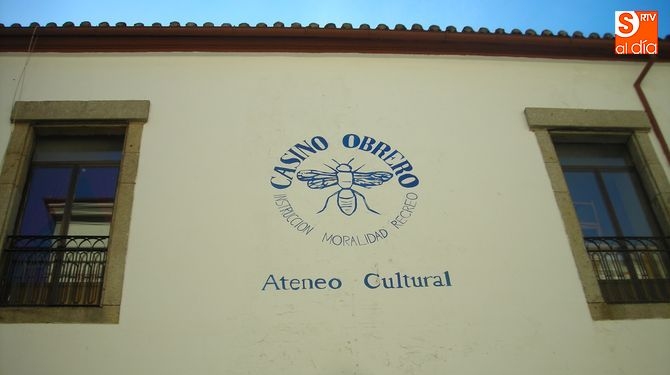 S RTV
al día
CASINO OBRERO
INSTRUCCION MORALIDAD RECREO
Ateneo Cultural